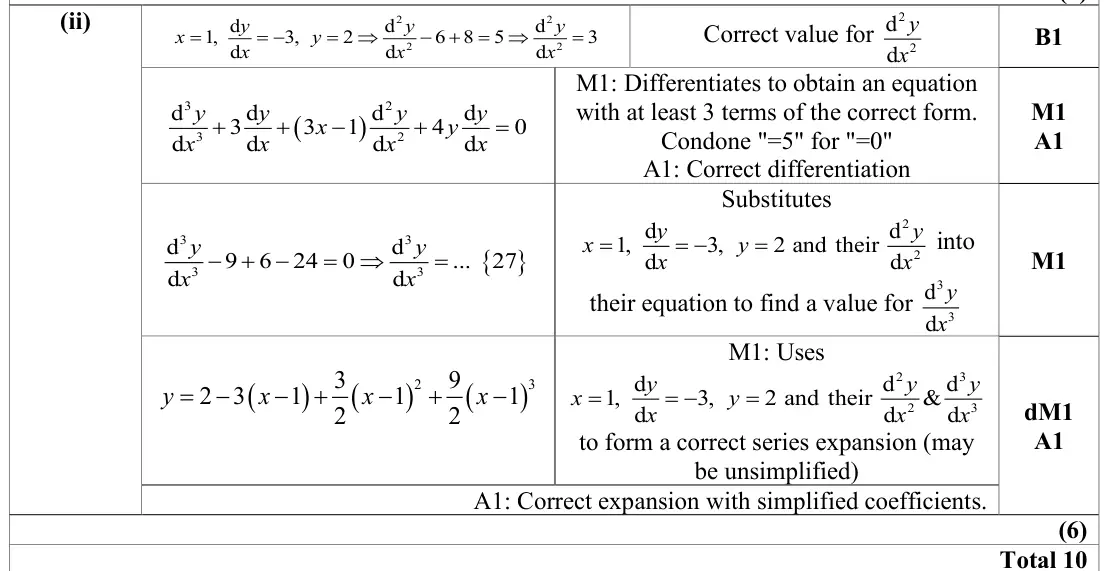 (ii)
x = 1, dy/dx = −3, y = 2 ⇒ d²y/dx² − 6 + 8 = 5 ⇒ d²y/dx² = 3
Correct value for d²y/dx²
B1
d³y/dx³ + 3 dy/dx + (3x − 1) d²y/dx² + 4y dy/dx = 0
M1: Differentiates to obtain an equation
with at least 3 terms of the correct form.
Condone "=5" for "=0"
A1: Correct differentiation
M1
A1
d³y/dx³ − 9 + 6 − 24 = 0 ⇒ d³y/dx³ = ... {27}
Substitutes
x = 1, dy/dx = −3, y = 2 and their d²y/dx² into
their equation to find a value for d³y/dx³
M1
y = 2 − 3(x − 1) + 3/2 (x − 1)² + 9/2 (x − 1)³
M1: Uses
x = 1, dy/dx = −3, y = 2 and their d²y/dx² & d³y/dx³
to form a correct series expansion (may
be unsimplified)
dM1
A1
A1: Correct expansion with simplified coefficients.
(6)
Total 10